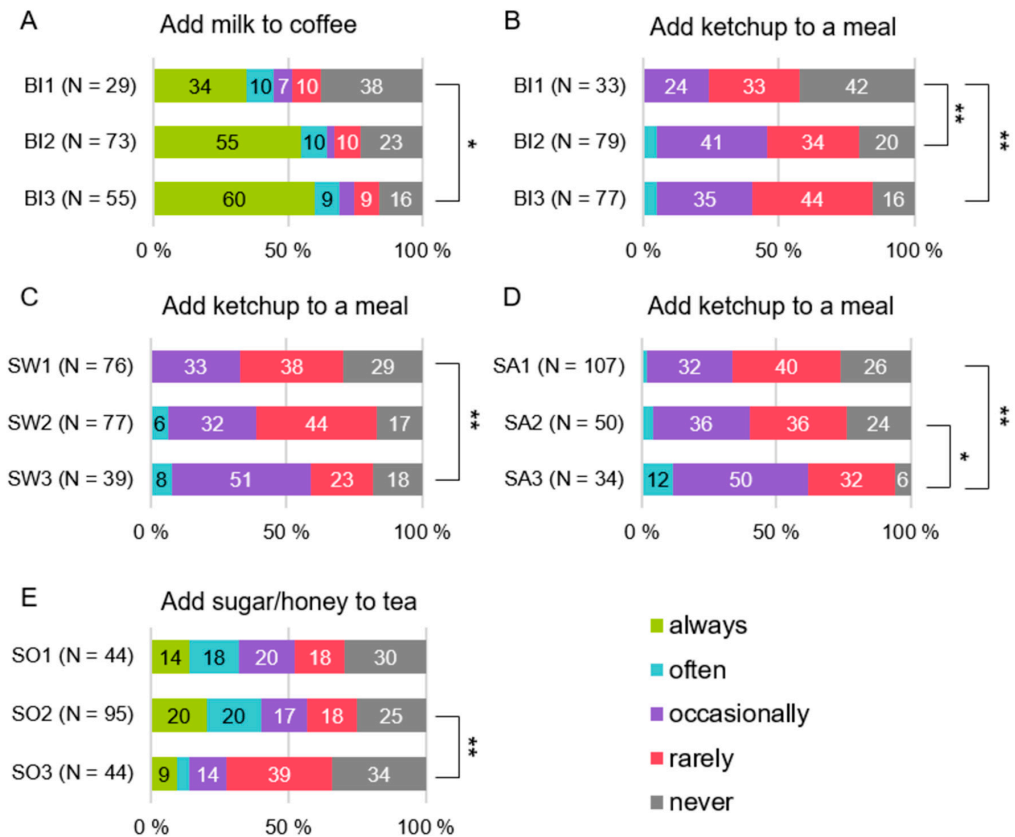 A
Add milk to coffee
BI1 (N = 29) 34 10 7 10 38
BI2 (N = 73) 55 10 10 23
BI3 (N = 55) 60 9 9 16
*
0 % 50 % 100 %
B
Add ketchup to a meal
BI1 (N = 33) 24 33 42
BI2 (N = 79) 41 34 20
BI3 (N = 77) 35 44 16
**
**
0 % 50 % 100 %
C
Add ketchup to a meal
SW1 (N = 76) 33 38 29
SW2 (N = 77) 6 32 44 17
SW3 (N = 39) 8 51 23 18
**
0 % 50 % 100 %
D
Add ketchup to a meal
SA1 (N = 107) 32 40 26
SA2 (N = 50) 36 36 24
SA3 (N = 34) 12 50 32 6
*
**
0 % 50 % 100 %
E
Add sugar/honey to tea
SO1 (N = 44) 14 18 20 18 30
SO2 (N = 95) 20 20 17 18 25
SO3 (N = 44) 9 14 39 34
**
0 % 50 % 100 %
always
often
occasionally
rarely
never